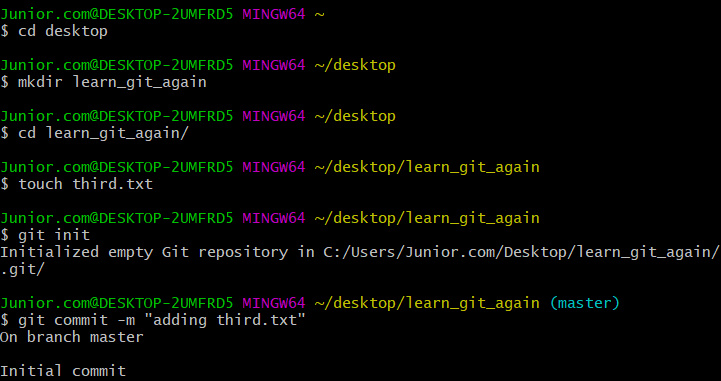 Junior.com@DESKTOP-2UMFRD5 MINGW64 ~
$ cd desktop
Junior.com@DESKTOP-2UMFRD5 MINGW64 ~/desktop
$ mkdir learn_git_again
Junior.com@DESKTOP-2UMFRD5 MINGW64 ~/desktop
$ cd learn_git_again/
Junior.com@DESKTOP-2UMFRD5 MINGW64 ~/desktop/learn_git_again
$ touch third.txt
Junior.com@DESKTOP-2UMFRD5 MINGW64 ~/desktop/learn_git_again
$ git init
Initialized empty Git repository in C:/Users/Junior.com/Desktop/learn_git_again/
.git/
Junior.com@DESKTOP-2UMFRD5 MINGW64 ~/desktop/learn_git_again (master)
$ git commit -m "adding third.txt"
On branch master
Initial commit